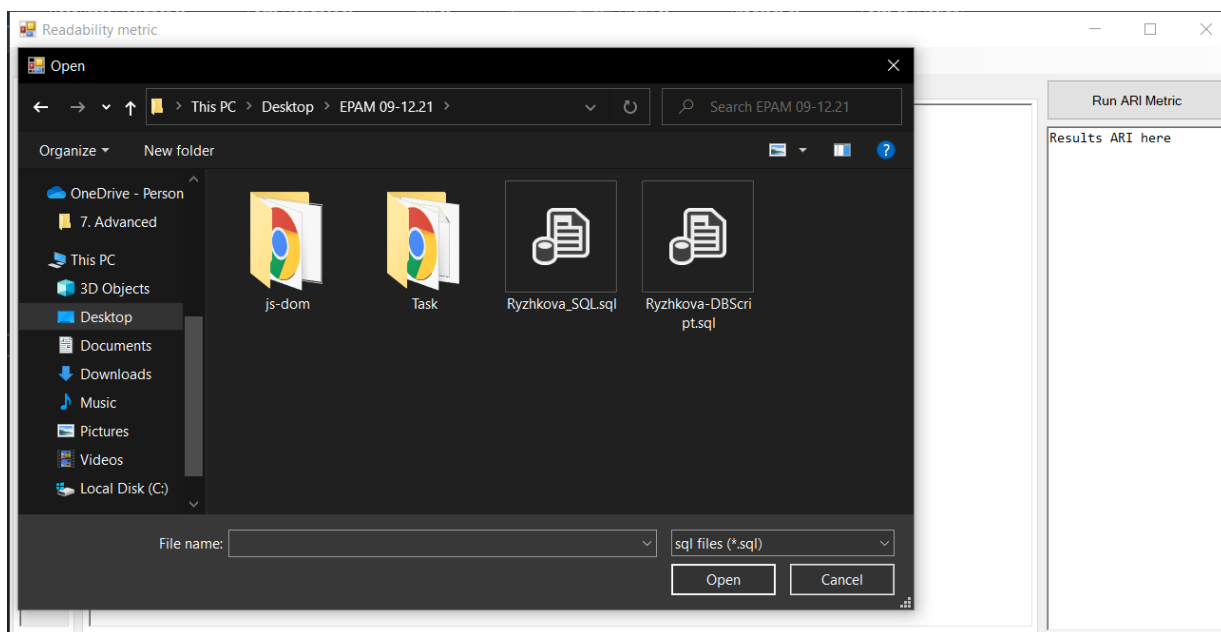 Readability metric
Open
This PC > Desktop > EPAM 09-12.21 >
Search EPAM 09-12.21
Organize
New folder
?
OneDrive - Person
7. Advanced
This PC
3D Objects
Desktop
Documents
Downloads
Music
Pictures
Videos
Local Disk (C:)
js-dom
Task
Ryzhkova_SQL.sql
Ryzhkova-DBScri
pt.sql
File name:
sql files (*.sql)
Open
Cancel
Run ARI Metric
Results ARI here